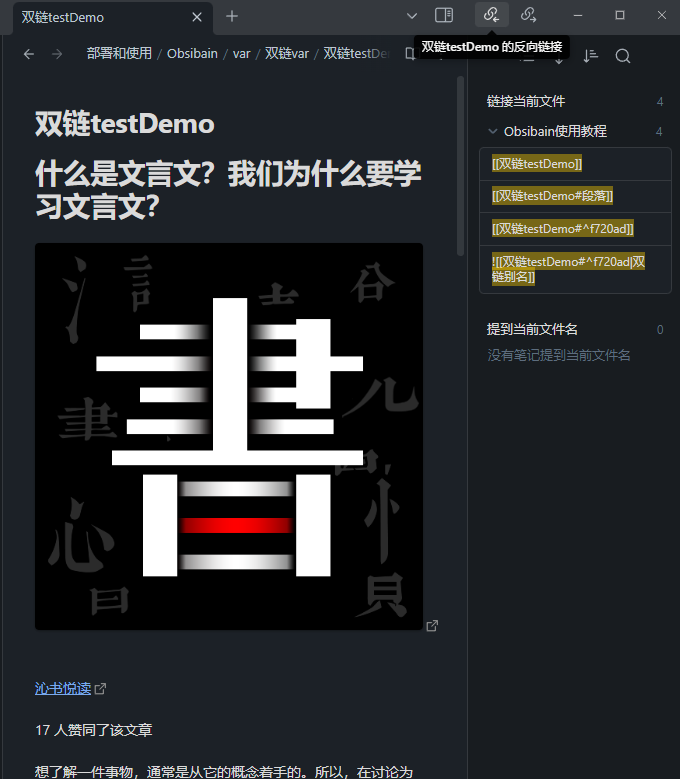 双链testDemo
双链testDemo 的反向链接
部署和使用 / Obsibain / var / 双链var / 双链testDe
双链testDemo
什么是文言文？我们为什么要学
习文言文？
書
谷
書
九
心
曰
貝
沁书悦读
17 人赞同了该文章
想了解一件事物，通常是从它的概念着手的。所以，在讨论为
链接当前文件 4
Obsibain使用教程 4
[[双链testDemo]]
[[双链testDemo#段落]]
[[双链testDemo#^f720ad]]
![[双链testDemo#^f720ad|双
链别名]]
提到当前文件名 0
没有笔记提到当前文件名